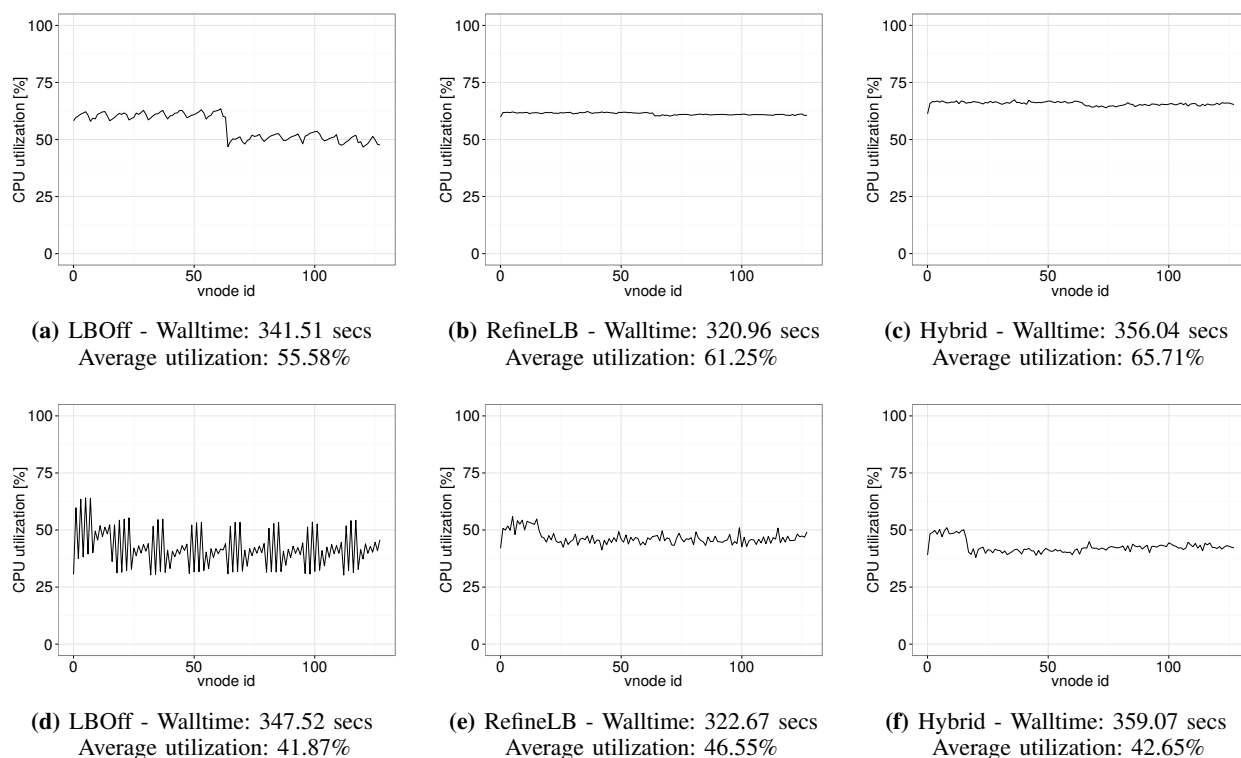 100
75
50
25
0
CPU utilization [%]
0 50 100
vnode id
(a) LBOff - Walltime: 341.51 secs
Average utilization: 55.58%
100
75
50
25
0
CPU utilization [%]
0 50 100
vnode id
(b) RefineLB - Walltime: 320.96 secs
Average utilization: 61.25%
100
75
50
25
0
CPU utilization [%]
0 50 100
vnode id
(c) Hybrid - Walltime: 356.04 secs
Average utilization: 65.71%
100
75
50
25
0
CPU utilization [%]
0 50 100
vnode id
(d) LBOff - Walltime: 347.52 secs
Average utilization: 41.87%
100
75
50
25
0
CPU utilization [%]
0 50 100
vnode id
(e) RefineLB - Walltime: 322.67 secs
Average utilization: 46.55%
100
75
50
25
0
CPU utilization [%]
0 50 100
vnode id
(f) Hybrid - Walltime: 359.07 secs
Average utilization: 42.65%